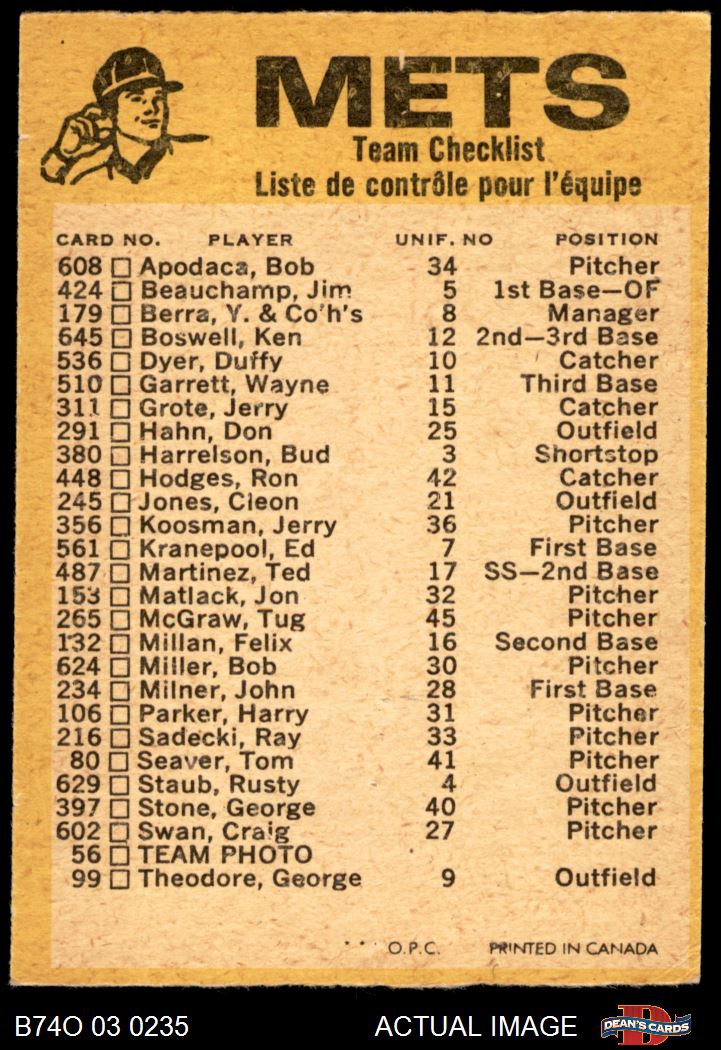 METS
Team Checklist
Liste de contrôle pour l'équipe
CARD NO. PLAYER UNIF. NO POSITION
608 Apodaca, Bob 34 Pitcher
424 Beauchamp, Jim 5 1st Base-OF
179 Berra, Y. & Co'h's 8 Manager
645 Boswell, Ken 12 2nd-3rd Base
536 Dyer, Duffy 10 Catcher
510 Garrett, Wayne 11 Third Base
311 Grote, Jerry 15 Catcher
291 Hahn, Don 25 Outfield
380 Harrelson, Bud 3 Shortstop
448 Hodges, Ron 42 Catcher
245 Jones, Cleon 21 Outfield
356 Koosman, Jerry 36 Pitcher
561 Kranepool, Ed 7 First Base
487 Martinez, Ted 17 SS-2nd Base
153 Matlack, Jon 32 Pitcher
265 McGraw, Tug 45 Pitcher
132 Millan, Felix 16 Second Base
624 Miller, Bob 30 Pitcher
234 Milner, John 28 First Base
106 Parker, Harry 31 Pitcher
216 Sadecki, Ray 33 Pitcher
80 Seaver, Tom 41 Pitcher
629 Staub, Rusty 4 Outfield
397 Stone, George 40 Pitcher
602 Swan, Craig 27 Pitcher
56 TEAM PHOTO
99 Theodore, George 9 Outfield
O.P.C. PRINTED IN CANADA
B74O 03 0235 ACTUAL IMAGE D DEAN'S CARDS